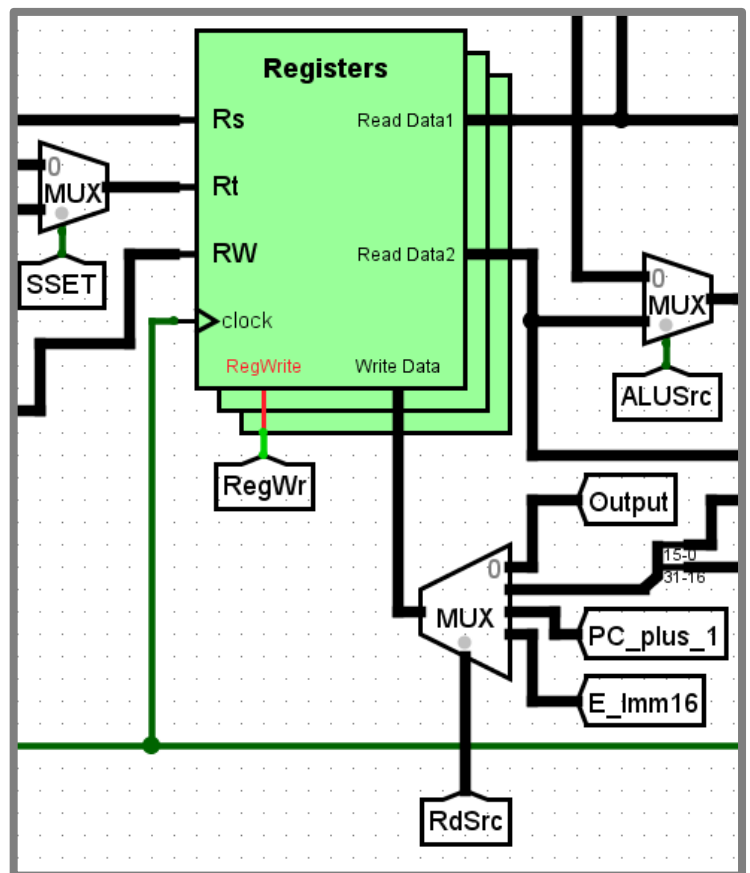 Registers
Rs
Read Data1
0
MUX
Rt
SSET
RW
Read Data2
0
MUX
clock
RegWrite
Write Data
ALUSrc
RegWr
Output
0
15-0
31-16
MUX
PC_plus_1
E_Imm16
RdSrc